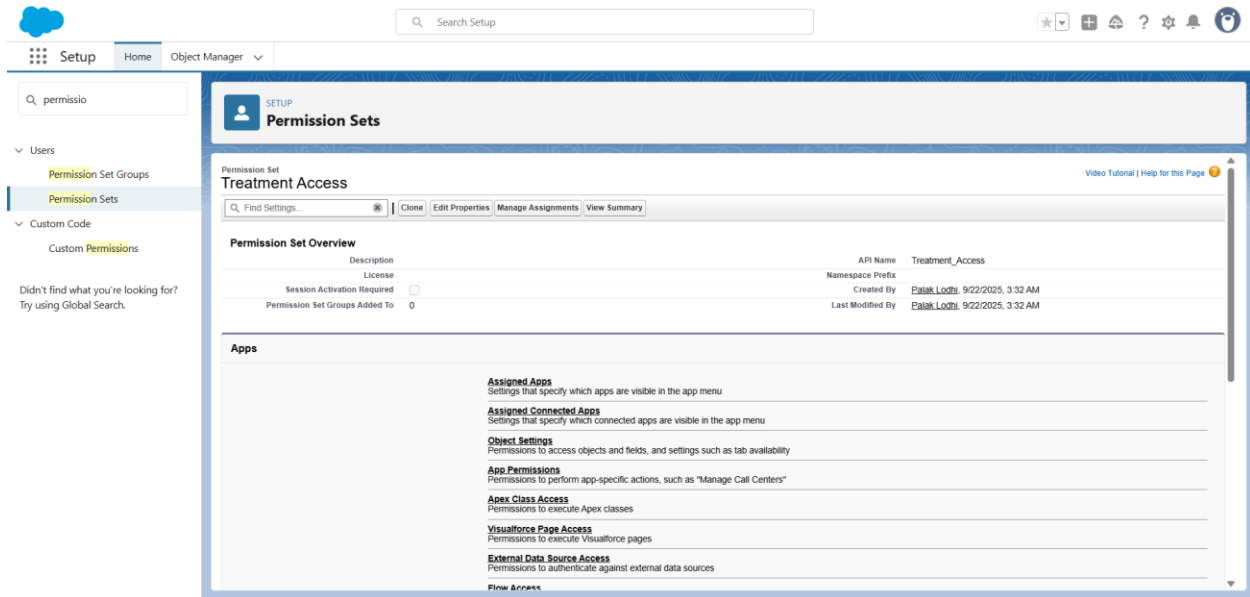 Search Setup
Setup
Home
Object Manager
permissio
Users
Permission Set Groups
Permission Sets
Custom Code
Custom Permissions
Didn't find what you're looking for?
Try using Global Search.
SETUP
Permission Sets
Permission Set
Treatment Access
Video Tutorial | Help for this Page
Find Settings...
Clone
Edit Properties
Manage Assignments
View Summary
Permission Set Overview
Description
API Name Treatment_Access
License
Namespace Prefix
Session Activation Required
Created By Palak Lodhi, 9/22/2025, 3:32 AM
Permission Set Groups Added To 0
Last Modified By Palak Lodhi, 9/22/2025, 3:32 AM
Apps
Assigned Apps
Settings that specify which apps are visible in the app menu
Assigned Connected Apps
Settings that specify which connected apps are visible in the app menu
Object Settings
Permissions to access objects and fields, and settings such as tab availability
App Permissions
Permissions to perform app-specific actions, such as "Manage Call Centers"
Apex Class Access
Permissions to execute Apex classes
Visualforce Page Access
Permissions to execute Visualforce pages
External Data Source Access
Permissions to authenticate against external data sources
Flow Access